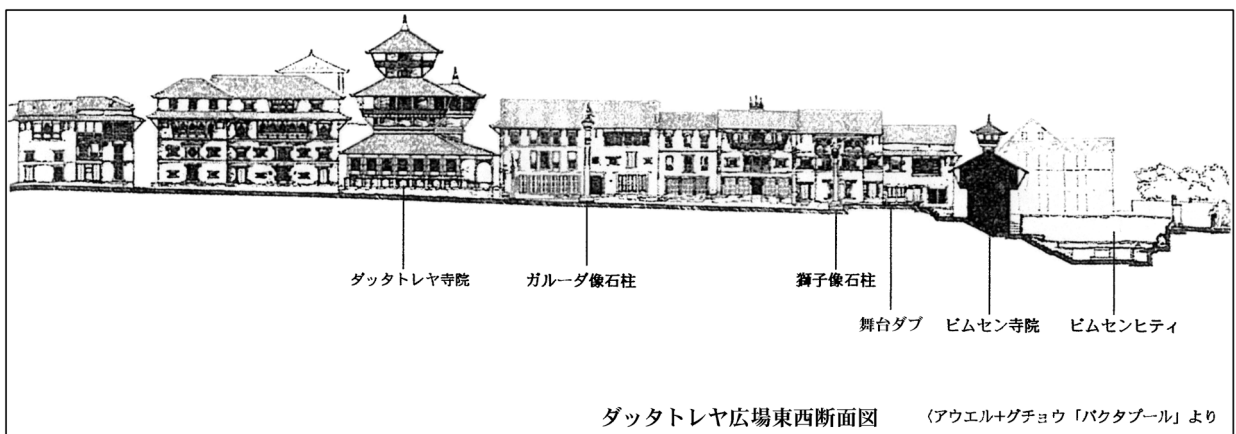 ダッタトレヤ寺院
ガルーダ像石柱
獅子像石柱
舞台ダブ
ビムセン寺院
ビムセンヒティ
ダッタトレヤ広場東西断面図
（アウエル+グチョウ「バクタプール」より